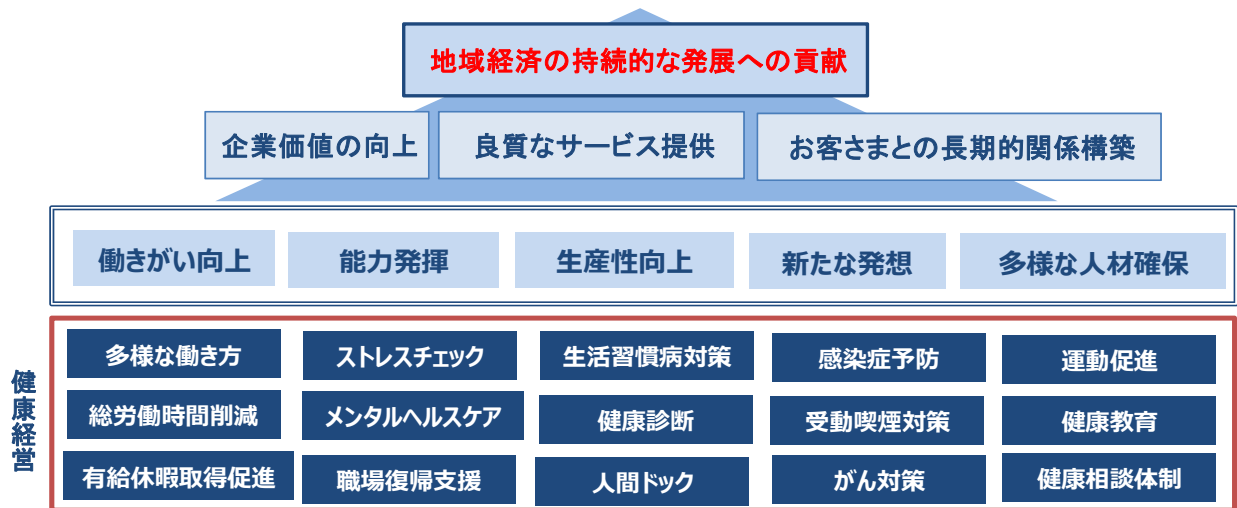 地域経済の持続的な発展への貢献
企業価値の向上
良質なサービス提供
お客さまとの長期的関係構築
働きがい向上
能力発揮
生産性向上
新たな発想
多様な人材確保
健康経営
多様な働き方
ストレスチェック
生活習慣病対策
感染症予防
運動促進
総労働時間削減
メンタルヘルスケア
健康診断
受動喫煙対策
健康教育
有給休暇取得促進
職場復帰支援
人間ドック
がん対策
健康相談体制